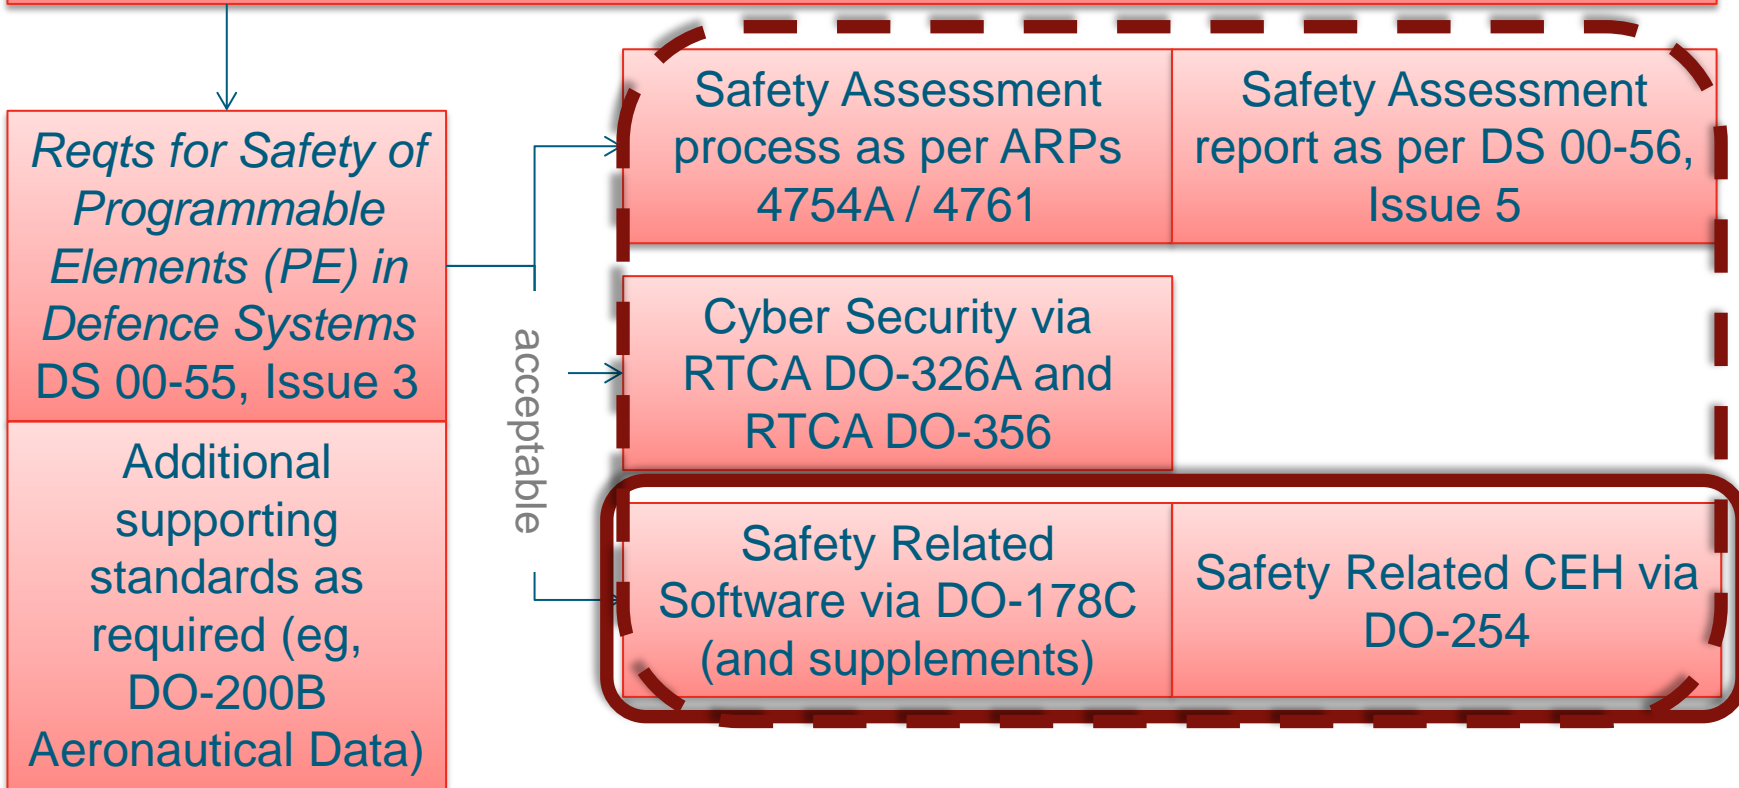 Reqts for Safety of
Programmable
Elements (PE) in
Defence Systems
DS 00-55, Issue 3
Additional
supporting
standards as
required (eg,
DO-200B
Aeronautical Data)
acceptable
Safety Assessment
process as per ARPs
4754A / 4761
Safety Assessment
report as per DS 00-56,
Issue 5
Cyber Security via
RTCA DO-326A and
RTCA DO-356
Safety Related
Software via DO-178C
(and supplements)
Safety Related CEH via
DO-254